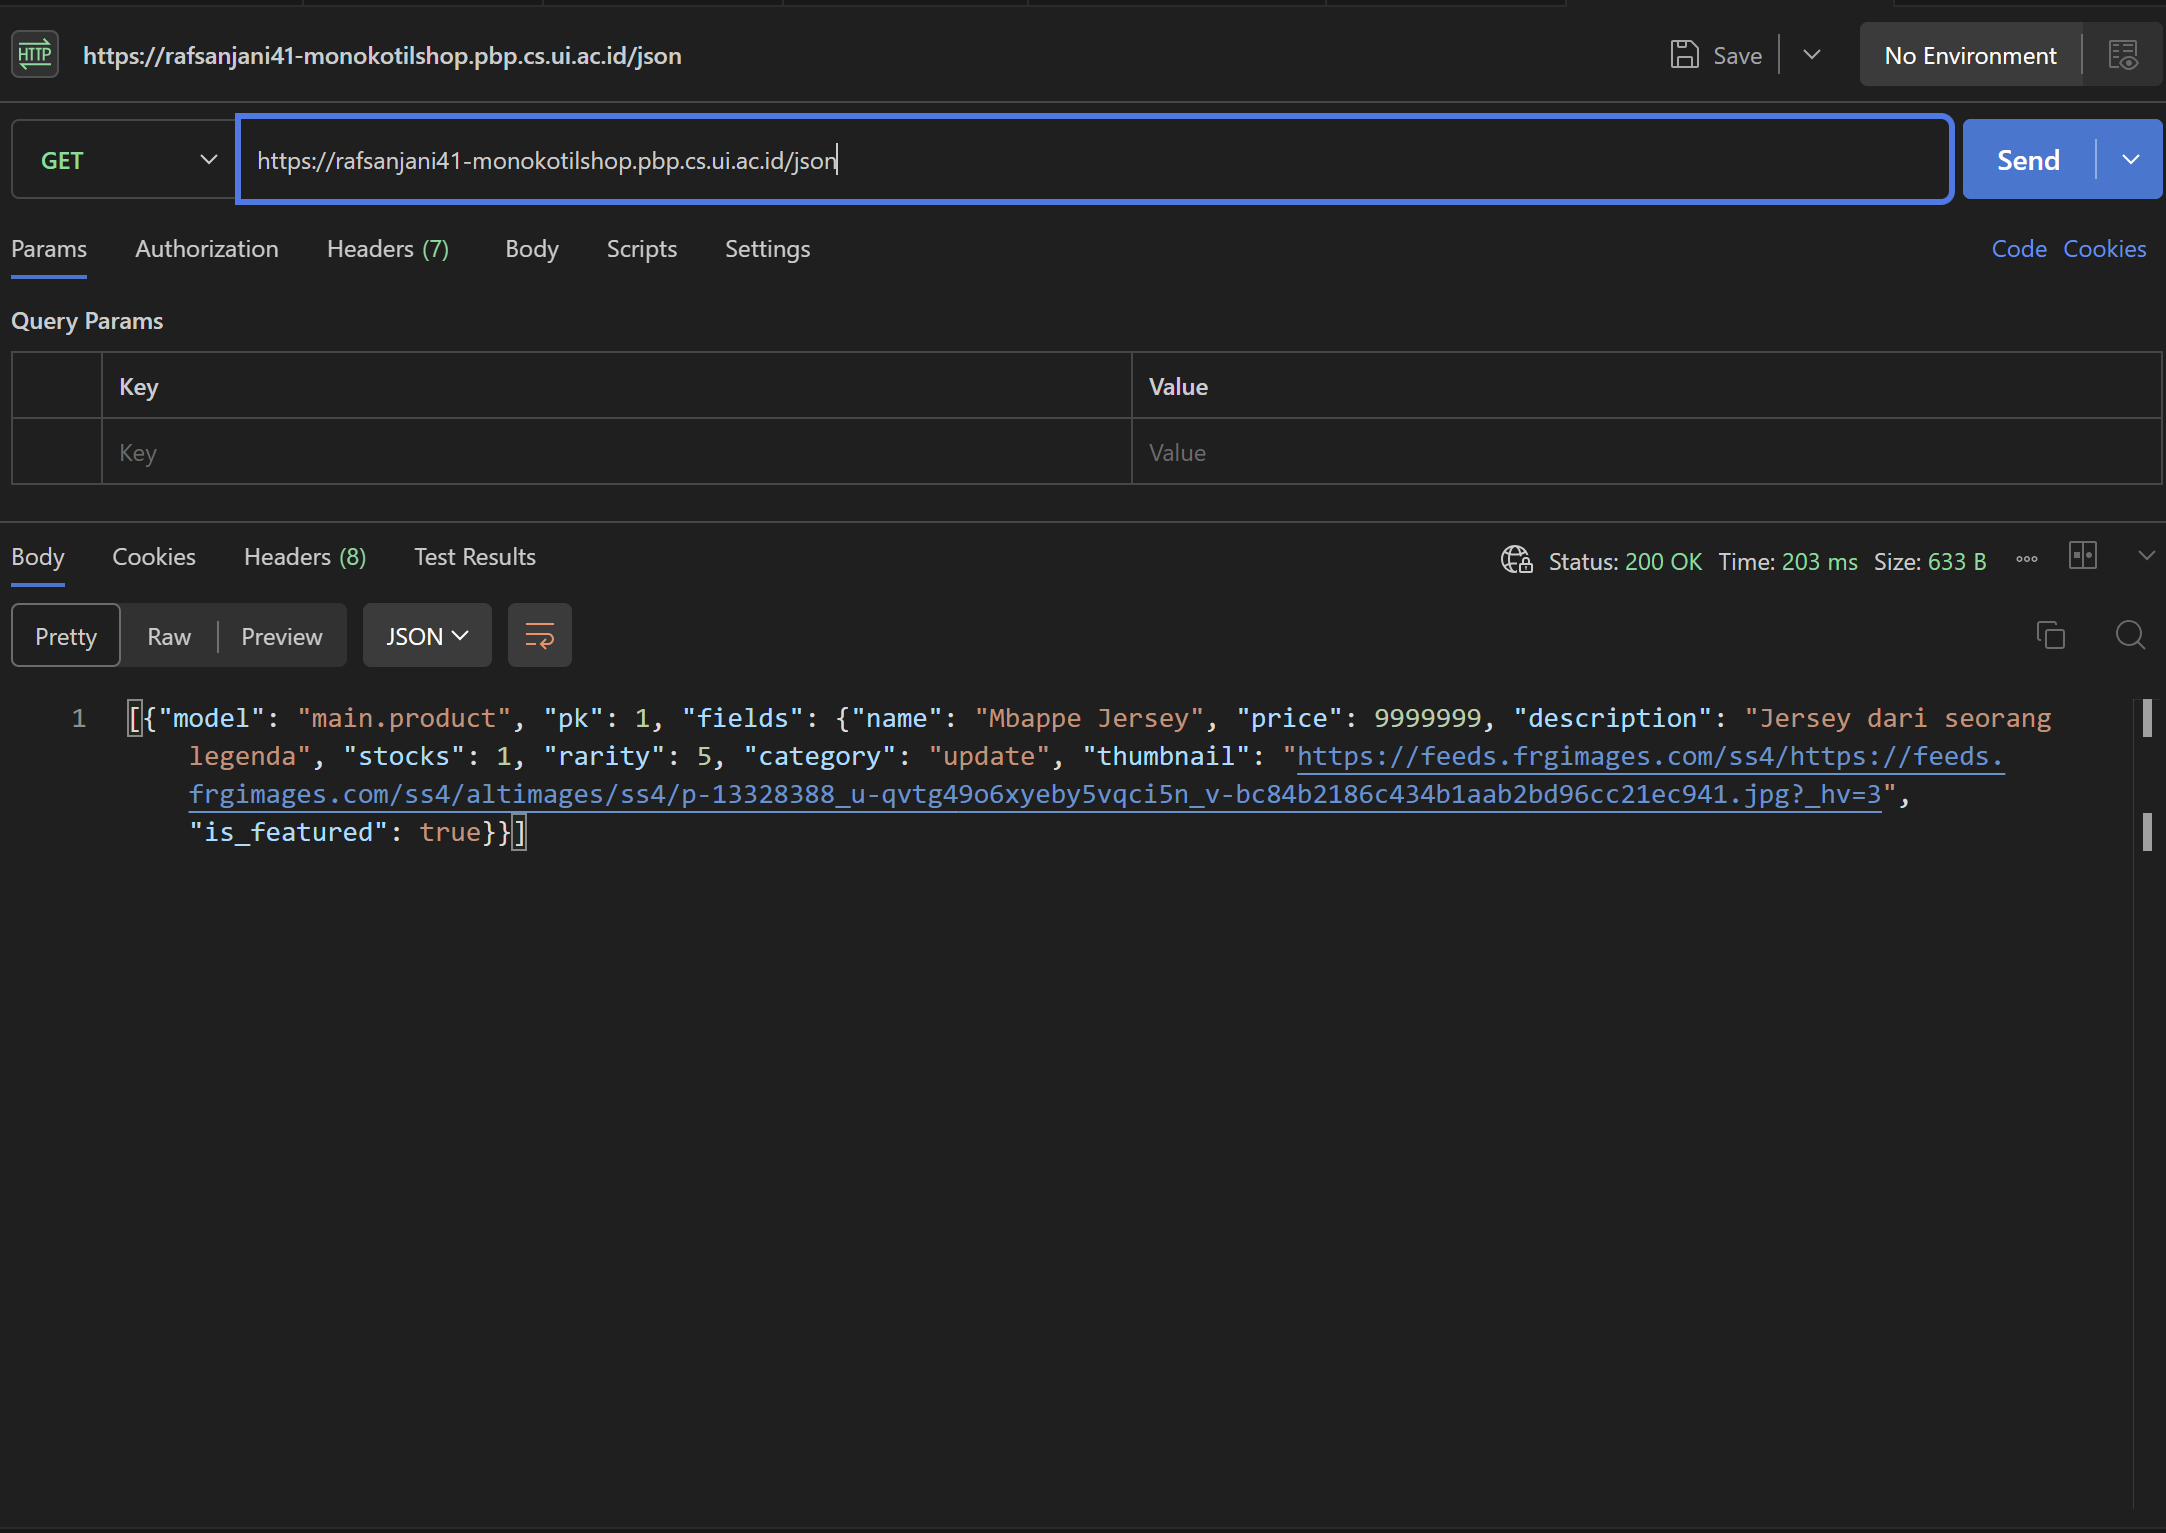 HTTP https://rafsanjani41-monokotilshop.pbp.cs.ui.ac.id/json Save No Environment
GET https://rafsanjani41-monokotilshop.pbp.cs.ui.ac.id/json Send
Params Authorization Headers (7) Body Scripts Settings Code Cookies
Query Params
Key Value
Key Value
Body Cookies Headers (8) Test Results Status: 200 OK Time: 203 ms Size: 633 B
Pretty Raw Preview JSON
1 [{"model": "main.product", "pk": 1, "fields": {"name": "Mbappe Jersey", "price": 9999999, "description": "Jersey dari seorang
legenda", "stocks": 1, "rarity": 5, "category": "update", "thumbnail": "https://feeds.frgimages.com/ss4/https://feeds.
frgimages.com/ss4/altimages/ss4/p-13328388_u-qvtg49o6xyeby5vqci5n_v-bc84b2186c434b1aab2bd96cc21ec941.jpg?_hv=3",
"is_featured": true}}]